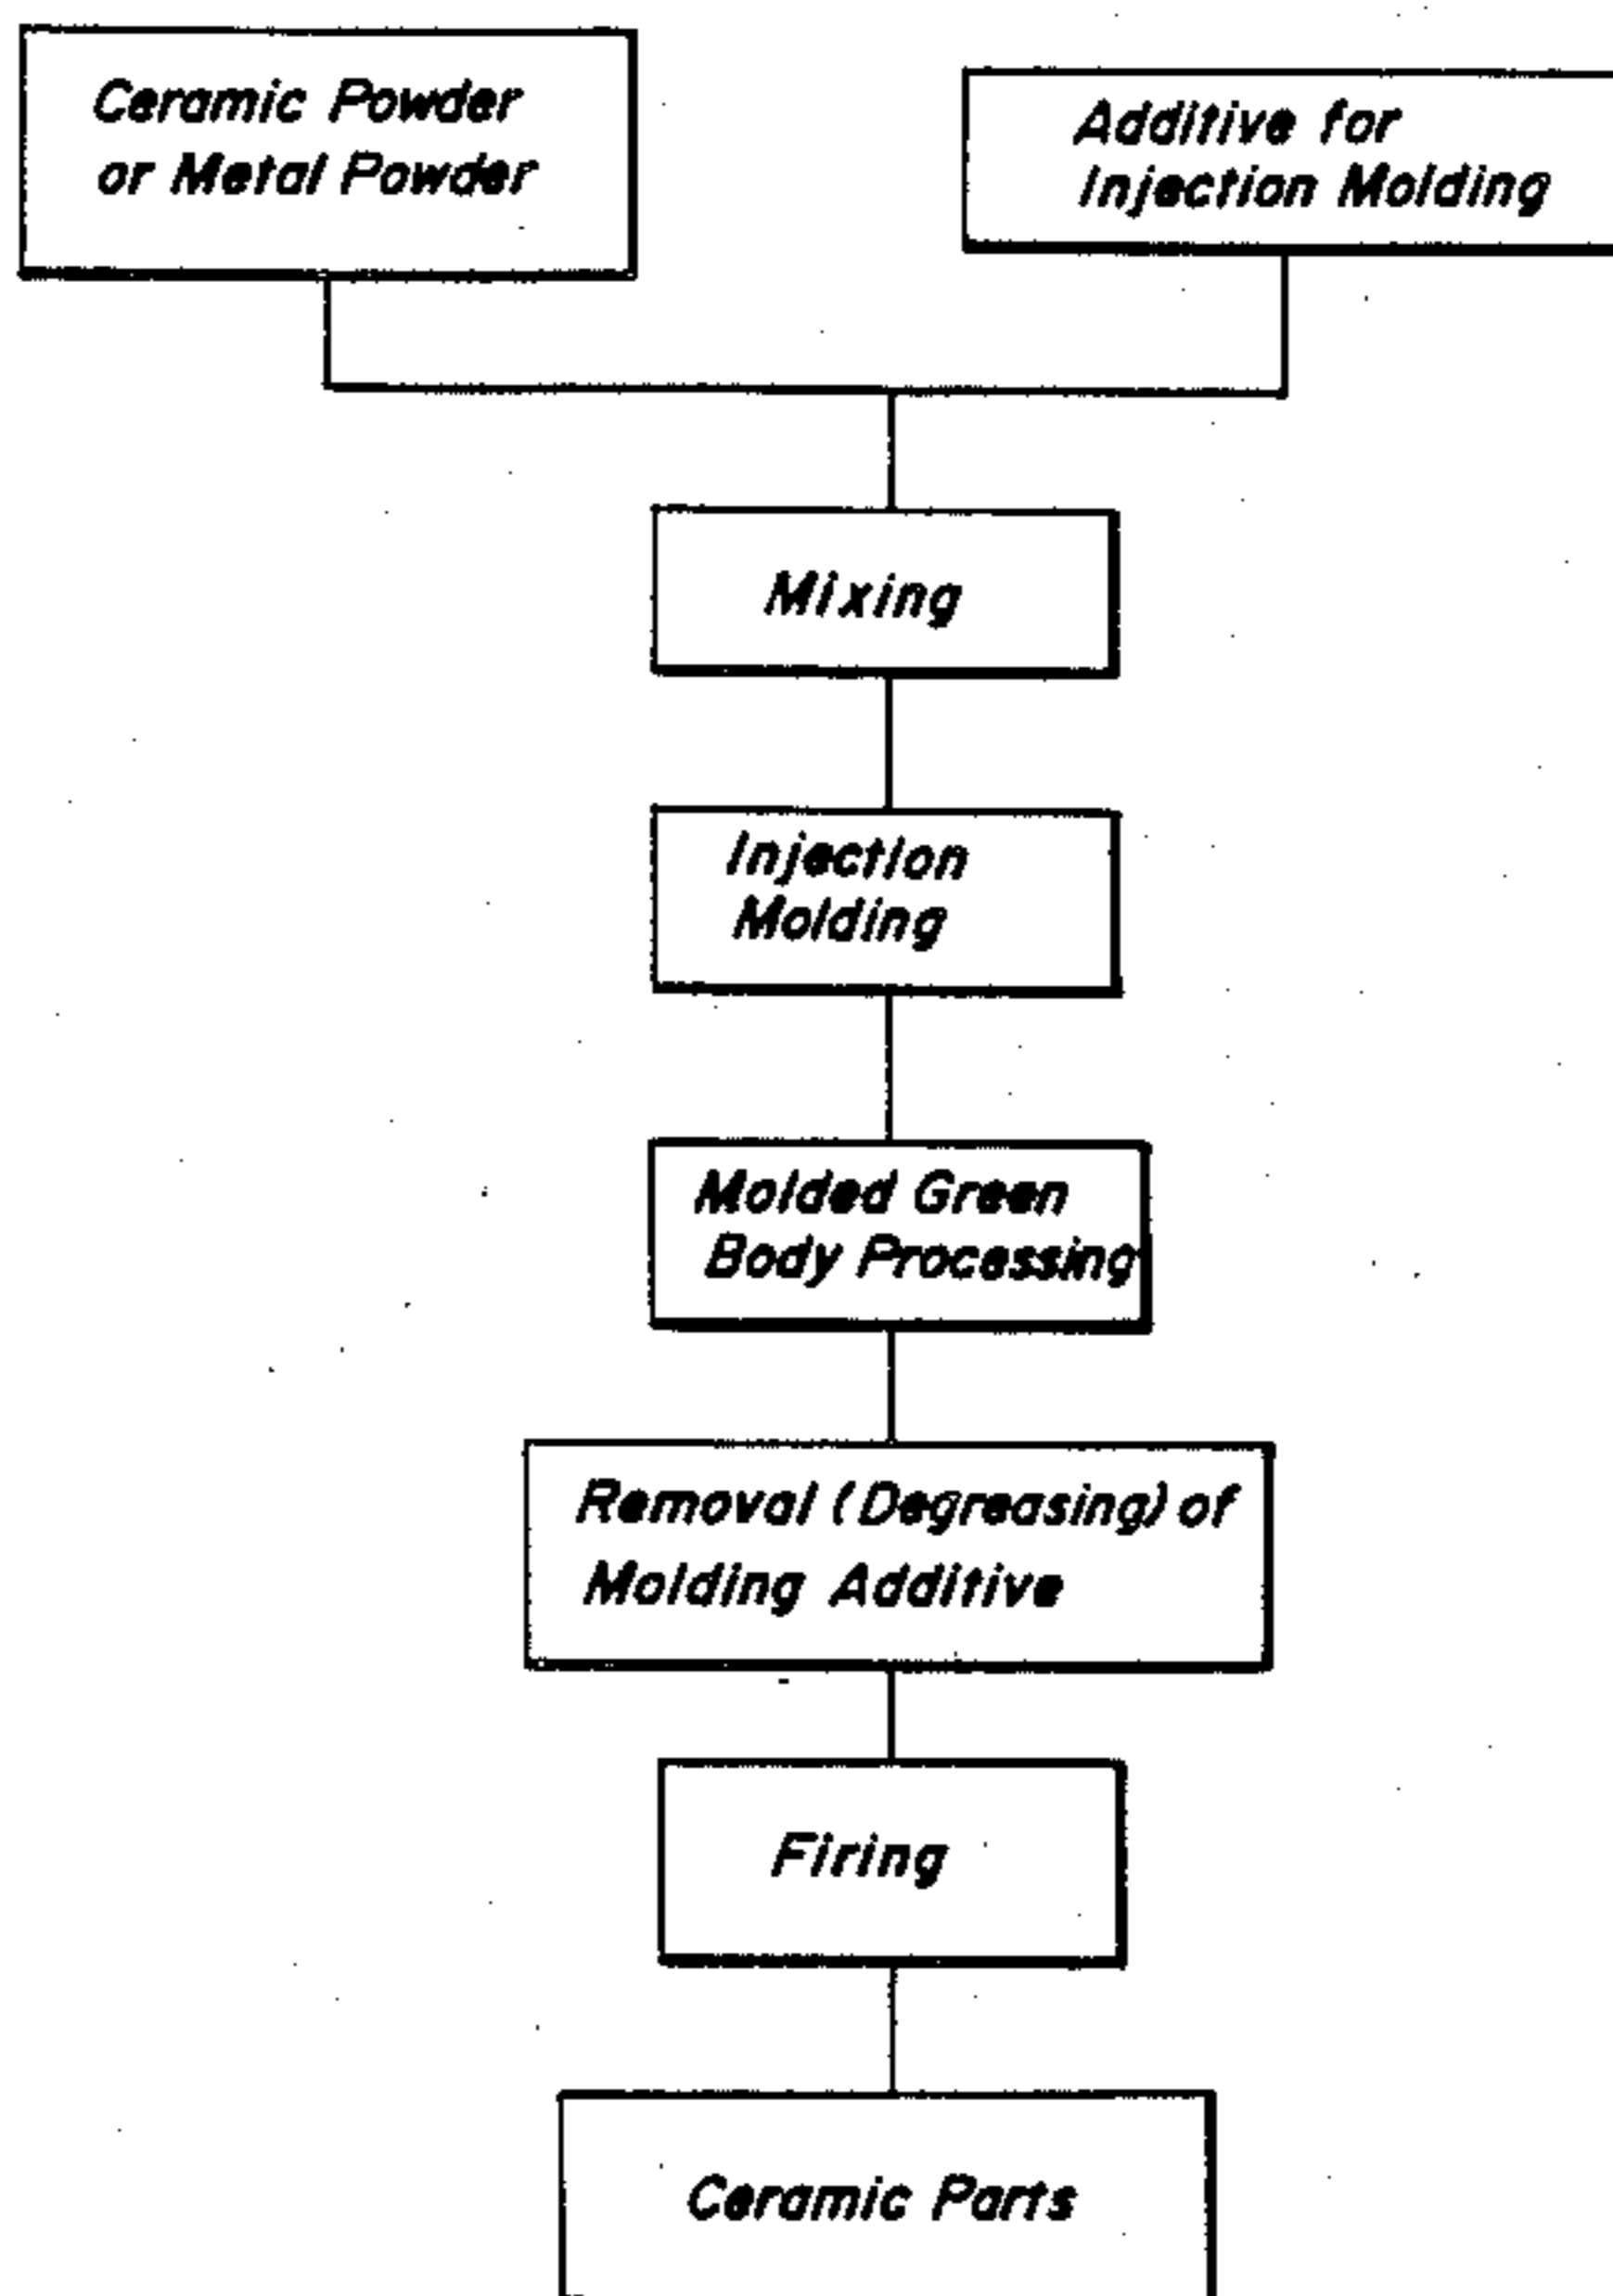 Ceramic Powder
or Metal Powder
Additive for
Injection Molding
Mixing
Injection
Molding
Molded Green
Body Processing
Removal (Degreasing) of
Molding Additive
Firing
Ceramic Parts